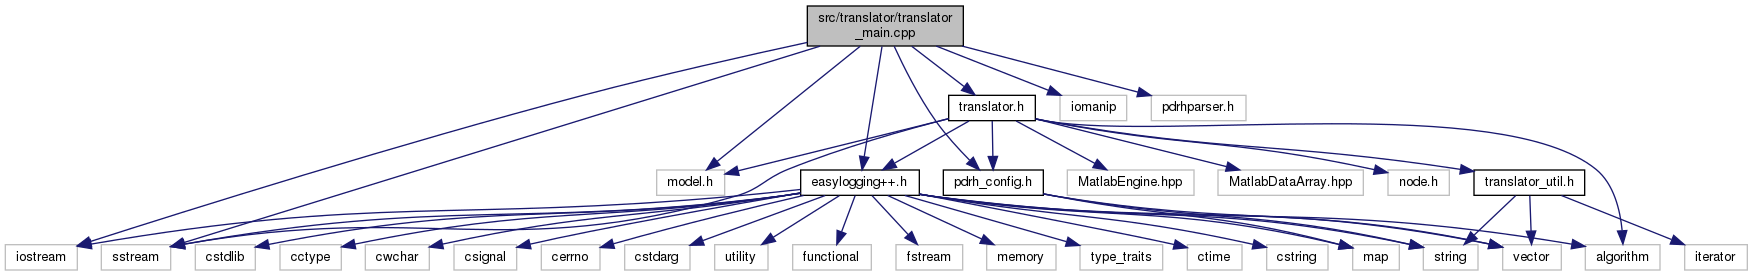 src/translator/translator
_main.cpp
translator.h
iomanip
pdrhparser.h
model.h
easylogging++.h
pdrh_config.h
MatlabEngine.hpp
MatlabDataArray.hpp
node.h
translator_util.h
iostream
sstream
cstdlib
cctype
cwchar
csignal
cerrno
cstdarg
utility
functional
fstream
memory
type_traits
ctime
cstring
map
string
vector
algorithm
iterator